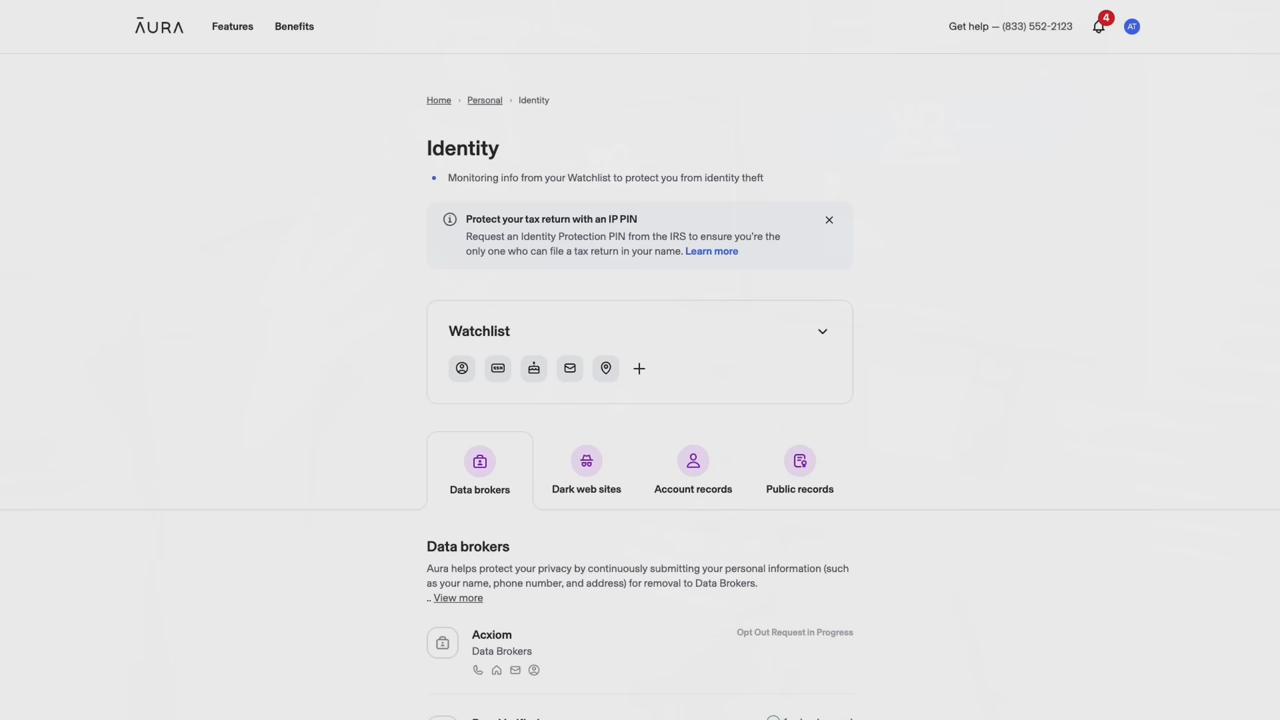 AURA
Features
Benefits
Get help — (833) 552-2123
4
AT
Home › Personal › Identity
Identity
• Monitoring info from your Watchlist to protect you from identity theft
Protect your tax return with an IP PIN
Request an Identity Protection PIN from the IRS to ensure you're the
only one who can file a tax return in your name. Learn more
Watchlist
Data brokers
Dark web sites
Account records
Public records
Data brokers
Aura helps protect your privacy by continuously submitting your personal information (such
as your name, phone number, and address) for removal to Data Brokers.
.. View more
Acxiom
Opt Out Request in Progress
Data Brokers